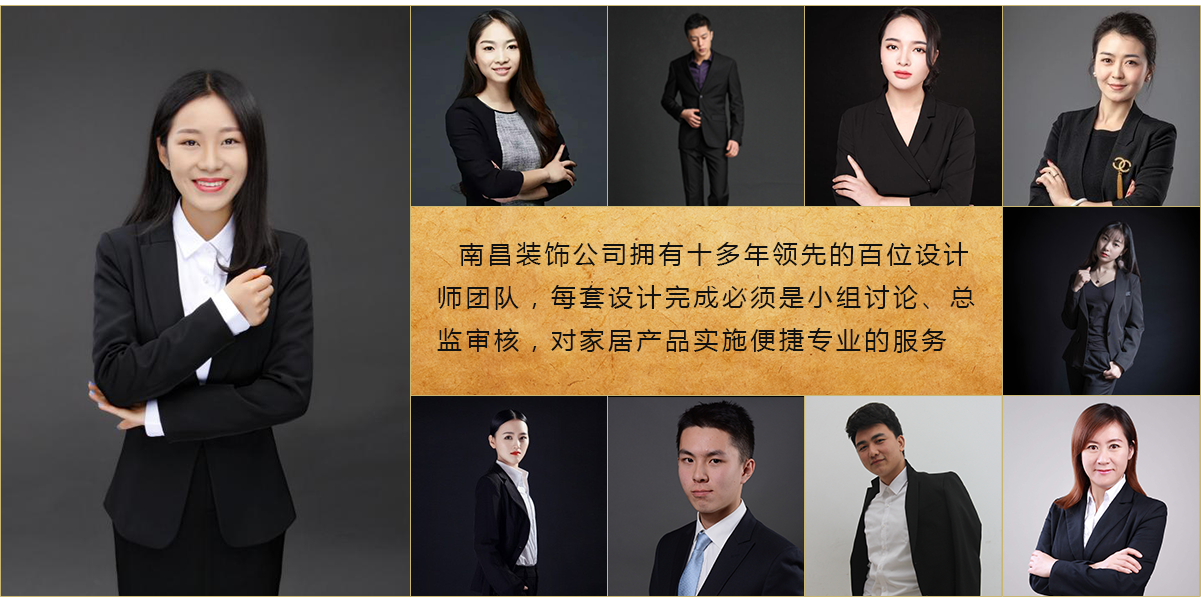 南昌装饰公司拥有十多年领先的百位设计
师团队，每套设计完成必须是小组讨论、总
监审核，对家居产品实施便捷专业的服务